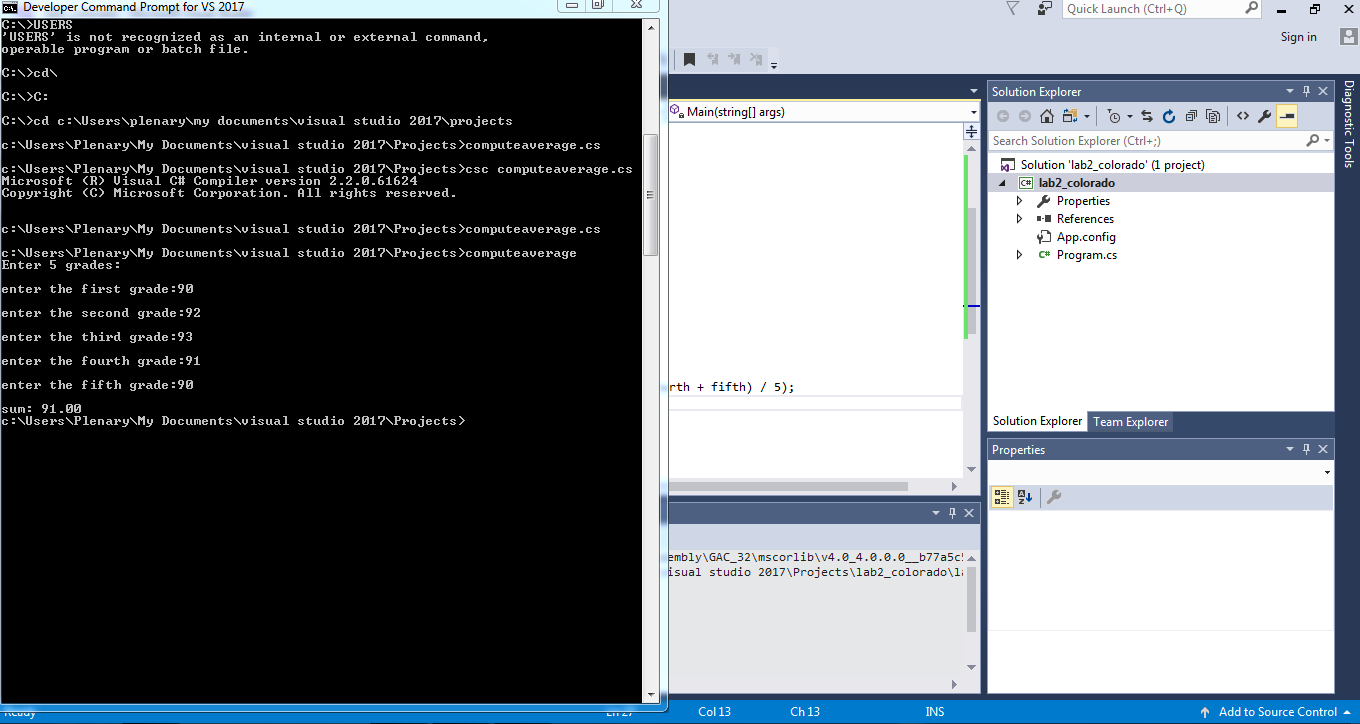 Developer Command Prompt for VS 2017
C:\>USERS
'USERS' is not recognized as an internal or external command,
operable program or batch file.
C:\>cd\
C:\>C:
C:\>cd c:\Users\plenary\my documents\visual studio 2017\projects
c:\Users\Plenary\My Documents\visual studio 2017\Projects>computeaverage.cs
c:\Users\Plenary\My Documents\visual studio 2017\Projects>csc computeaverage.cs
Microsoft (R) Visual C# Compiler version 2.2.0.61624
Copyright (C) Microsoft Corporation. All rights reserved.
c:\Users\Plenary\My Documents\visual studio 2017\Projects>computeaverage.cs
c:\Users\Plenary\My Documents\visual studio 2017\Projects>computeaverage
Enter 5 grades:
enter the first grade:90
enter the second grade:92
enter the third grade:93
enter the fourth grade:91
enter the fifth grade:90
sum: 91.00
c:\Users\Plenary\My Documents\visual studio 2017\Projects>
Quick Launch (Ctrl+Q)
Sign in
Main(string[] args)
rth + fifth) / 5);
embly\GAC_32\mscorlib\v4.0_4.0.0.0__b77a5c5
isual studio 2017\Projects\lab2_colorado\la
Solution Explorer
Search Solution Explorer (Ctrl+;)
Solution 'lab2_colorado' (1 project)
C# lab2_colorado
Properties
References
App.config
C# Program.cs
Solution Explorer Team Explorer
Properties
Diagnostic Tools
Ready Ln 27 Col 13 Ch 13 INS Add to Source Control